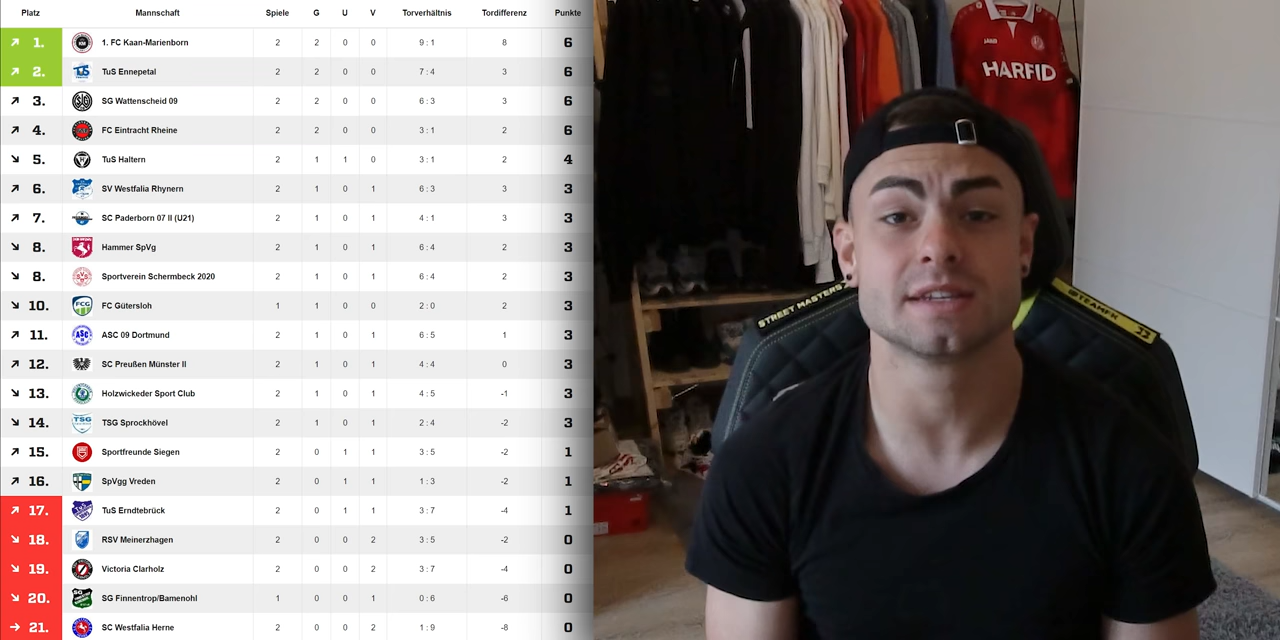 Platz Mannschaft Spiele G U V Torverhältnis Tordifferenz Punkte
1. 1. FC Kaan-Marienborn 2 2 0 0 9 : 1 8 6
2. TuS Ennepetal 2 2 0 0 7 : 4 3 6
3. SG Wattenscheid 09 2 2 0 0 6 : 3 3 6
4. FC Eintracht Rheine 2 2 0 0 3 : 1 2 6
5. TuS Haltern 2 1 1 0 3 : 1 2 4
6. SV Westfalia Rhynern 2 1 0 1 6 : 3 3 3
7. SC Paderborn 07 II (U21) 2 1 0 1 4 : 1 3 3
8. Hammer SpVg 2 1 0 1 6 : 4 2 3
8. Sportverein Schermbeck 2020 2 1 0 1 6 : 4 2 3
10. FC Gütersloh 1 1 0 0 2 : 0 2 3
11. ASC 09 Dortmund 2 1 0 1 6 : 5 1 3
12. SC Preußen Münster II 2 1 0 1 4 : 4 0 3
13. Holzwickeder Sport Club 2 1 0 1 4 : 5 -1 3
14. TSG Sprockhövel 2 1 0 1 2 : 4 -2 3
15. Sportfreunde Siegen 2 0 1 1 3 : 5 -2 1
16. SpVgg Vreden 2 0 1 1 1 : 3 -2 1
17. TuS Erndtebrück 2 0 1 1 3 : 7 -4 1
18. RSV Meinerzhagen 2 0 0 2 3 : 5 -2 0
19. Victoria Clarholz 2 0 0 2 3 : 7 -4 0
20. SG Finnentrop/Bamenohl 1 0 0 1 0 : 6 -6 0
21. SC Westfalia Herne 2 0 0 2 1 : 9 -8 0
JAKO
HARFID
STREET MASTERS
@TEAMFN